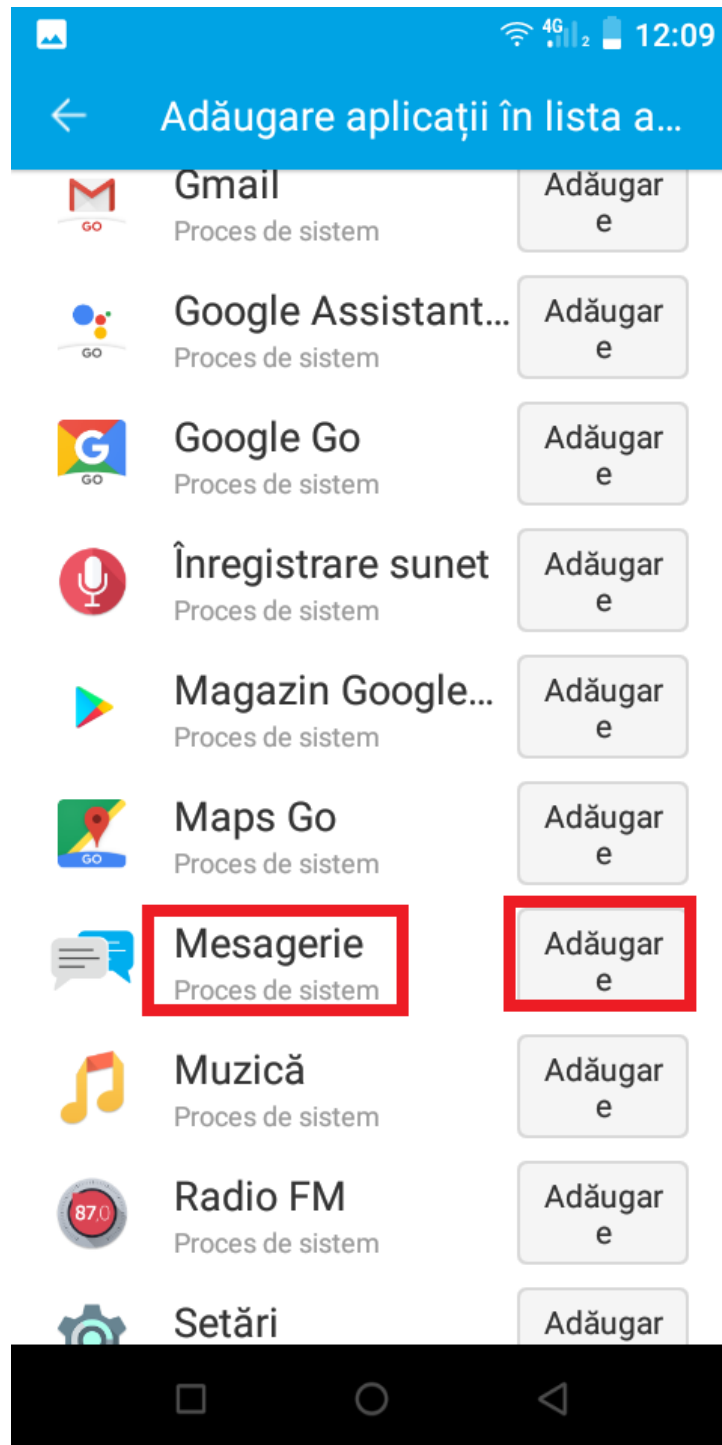 4G 2 12:09
Adăugare aplicații în lista a...
Gmail
Proces de sistem
Adăugar
e
GO
Google Assistant...
Proces de sistem
Adăugar
e
GO
Google Go
Proces de sistem
Adăugar
e
G
GO
Înregistrare sunet
Proces de sistem
Adăugar
e
Magazin Google...
Proces de sistem
Adăugar
e
Maps Go
Proces de sistem
Adăugar
e
GO
Mesagerie
Proces de sistem
Adăugar
e
Muzică
Proces de sistem
Adăugar
e
Radio FM
Proces de sistem
Adăugar
e
87,0
Setări
Adăugar